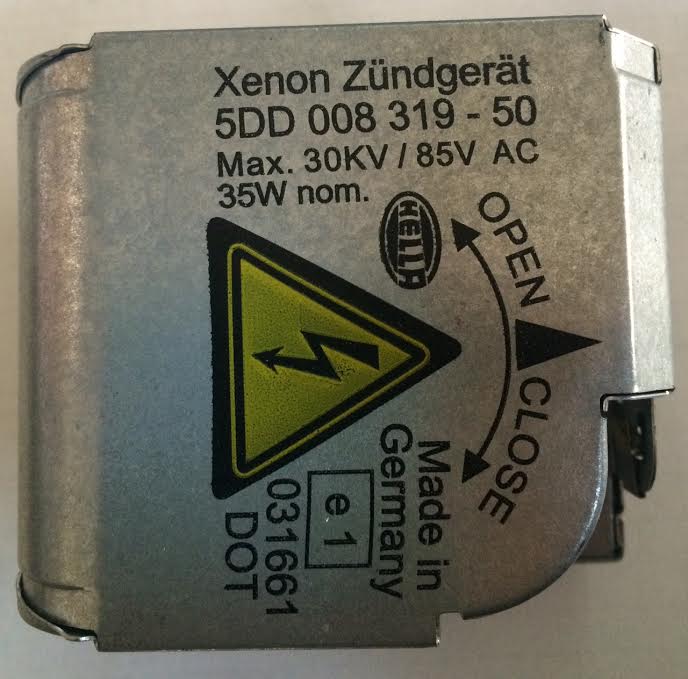 Xenon Zündgerät
5DD 008 319 - 50
Max. 30KV / 85V AC
35W nom.
HELLA
OPEN
CLOSE
Made in
Germany
e 1
031661
DOT